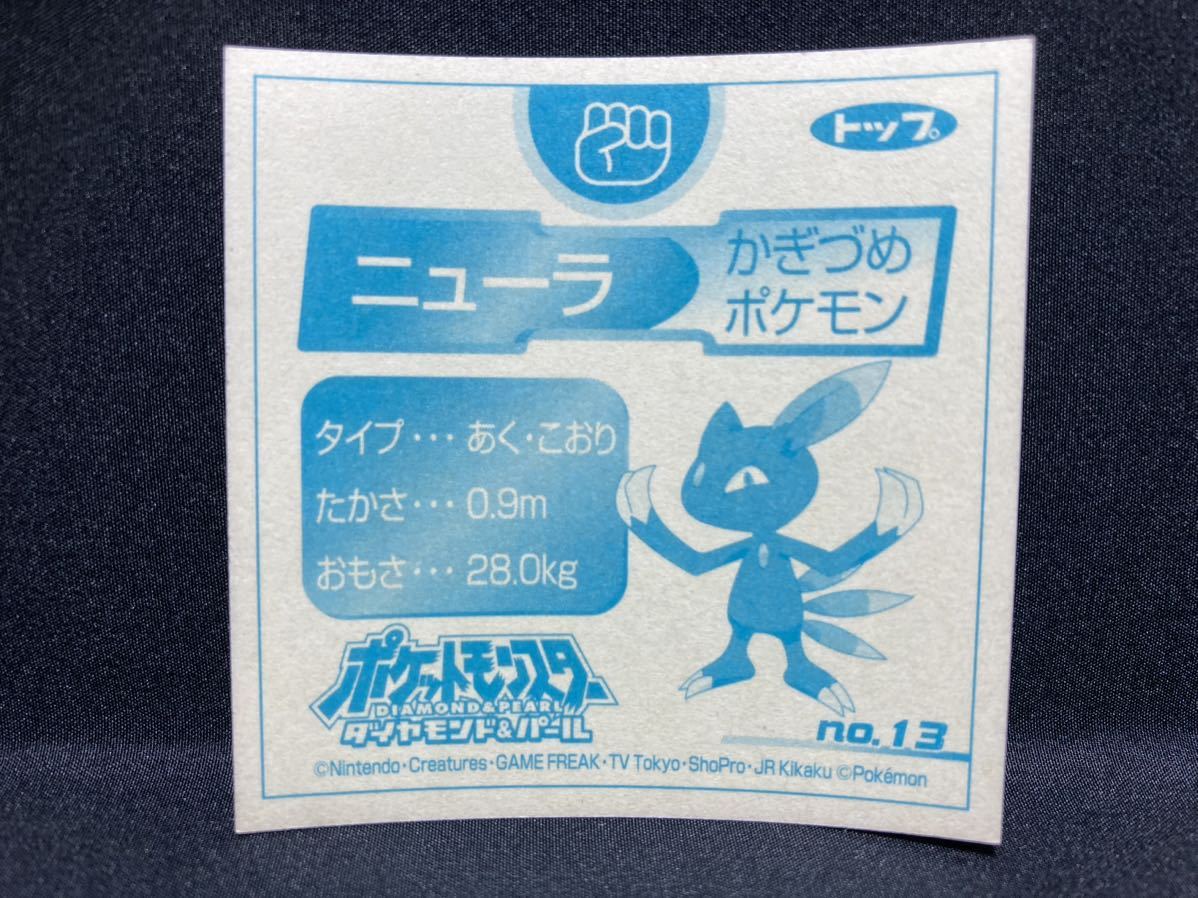 トップ
ニューラ
かぎづめ
ポケモン
タイプ・・・あく・こおり
たかさ・・・0.9m
おもさ・・・28.0kg
ポケットモンスター
DIAMOND&PEARL
ダイヤモンド&パール
no.13
©Nintendo・Creatures・GAME FREAK・TV Tokyo・ShoPro・JR Kikaku ©Pokémon